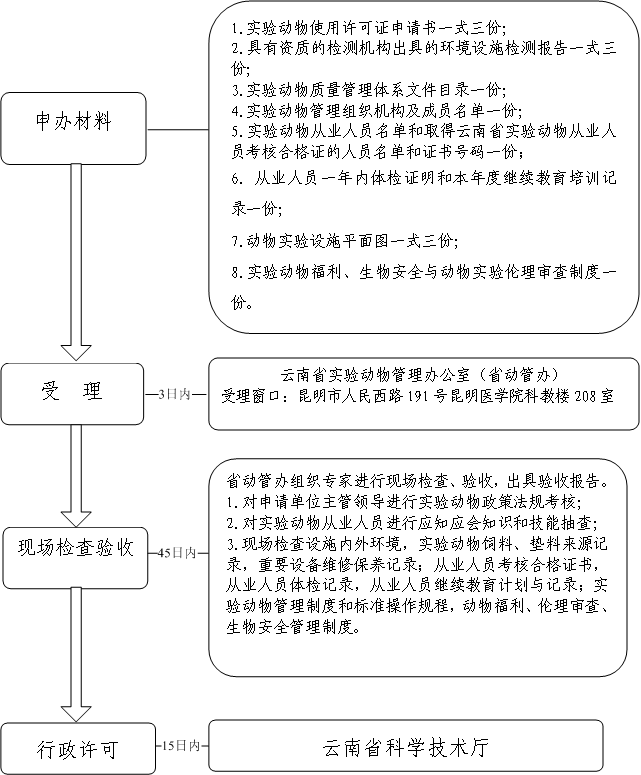 申办材料
1.实验动物使用许可证申请书一式三份；
2.具有资质的检测机构出具的环境设施检测报告一式三
份；
3.实验动物质量管理体系文件目录一份；
4.实验动物管理组织机构及成员名单一份；
5.实验动物从业人员名单和取得云南省实验动物从业人
员考核合格证的人员名单和证书号码一份；
6. 从业人员一年内体检证明和本年度继续教育培训记
录一份；
7.动物实验设施平面图一式三份；
8.实验动物福利、生物安全与动物实验伦理审查制度一
份。
受 理
3日内
云南省实验动物管理办公室（省动管办）
受理窗口：昆明市人民西路191号昆明医学院科教楼208室
现场检查验收
45日内
省动管办组织专家进行现场检查、验收，出具验收报告。
1.对申请单位主管领导进行实验动物政策法规考核；
2.对实验动物从业人员进行应知应会知识和技能抽查；
3.现场检查设施内外环境，实验动物饲料、垫料来源记
录，重要设备维修保养记录；从业人员考核合格证书，
从业人员体检记录，从业人员继续教育计划与记录；实
验动物管理制度和标准操作规程，动物福利、伦理审查、
生物安全管理制度。
行政许可
15日内
云南省科学技术厅